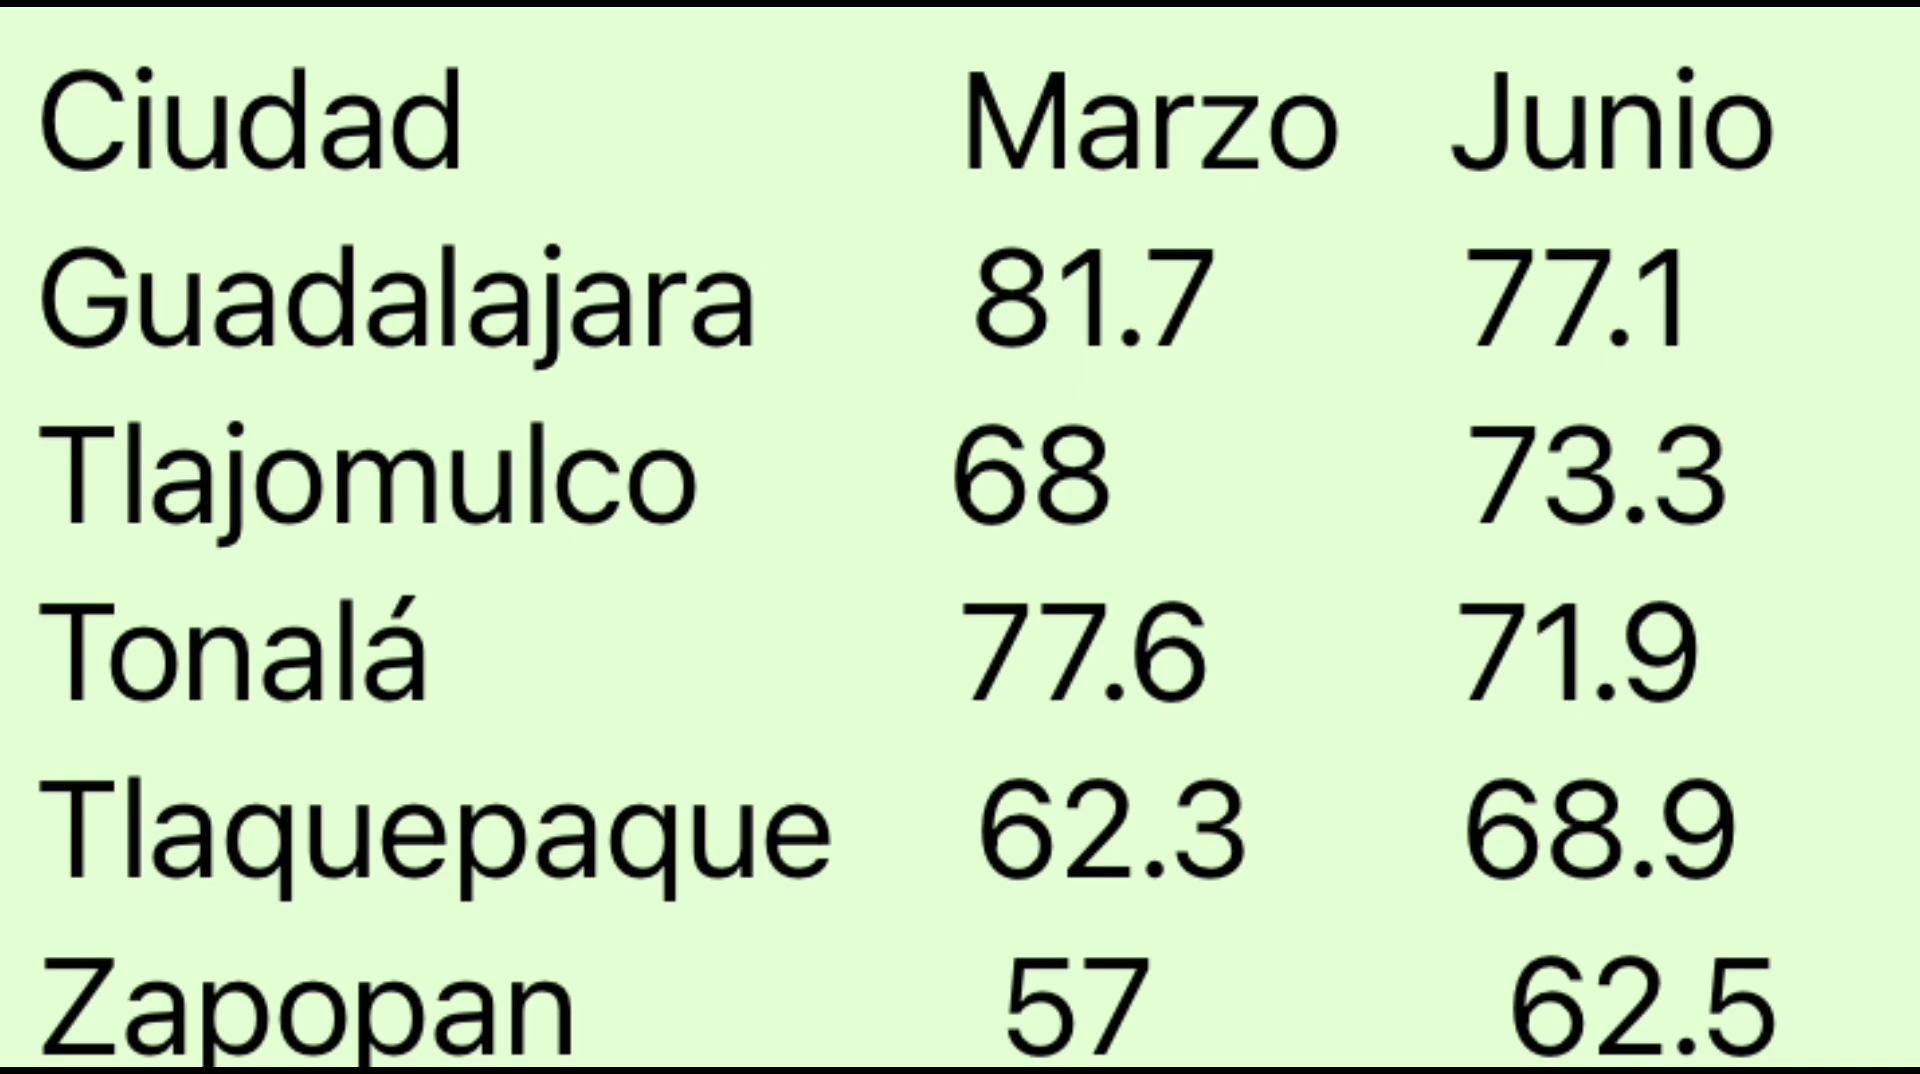 Ciudad Marzo Junio
Guadalajara 81.7 77.1
Tlajomulco 68 73.3
Tonalá 77.6 71.9
Tlaquepaque 62.3 68.9
Zapopan 57 62.5